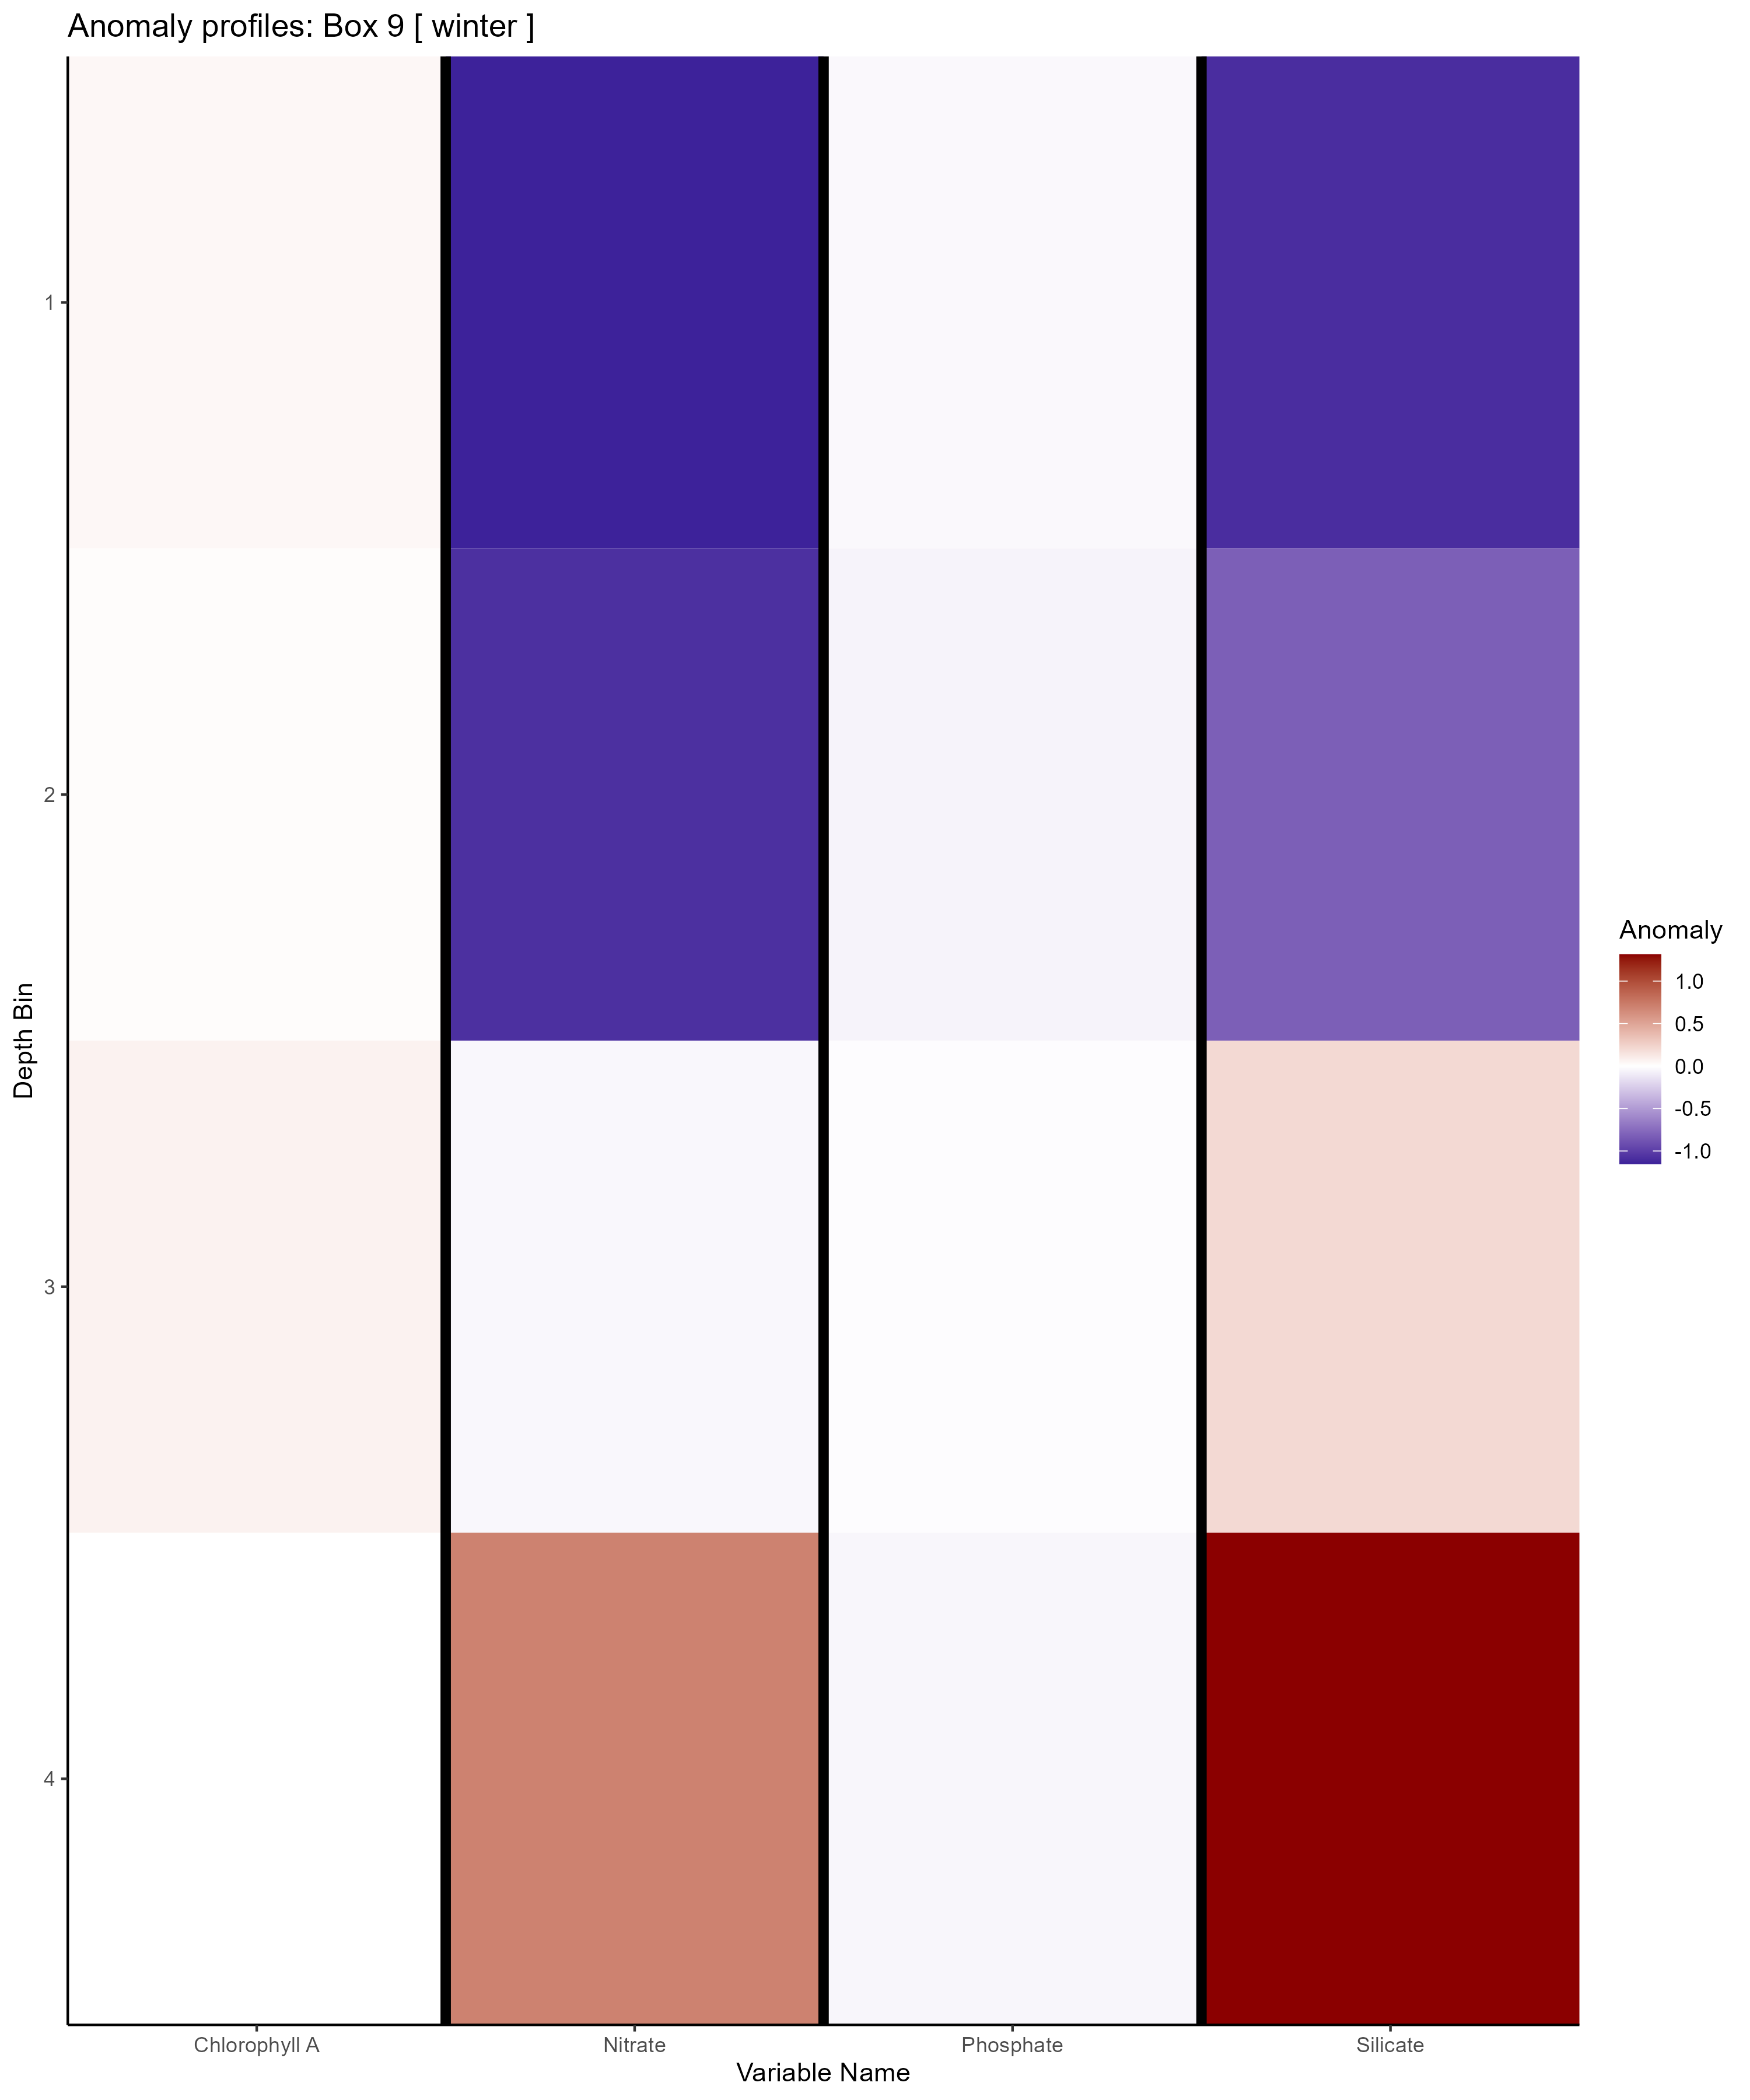 Anomaly profiles: Box 9 [ winter ]
Depth Bin
1
2
3
4
Chlorophyll A
Nitrate
Phosphate
Silicate
Variable Name
Anomaly
1.0
0.5
0.0
-0.5
-1.0